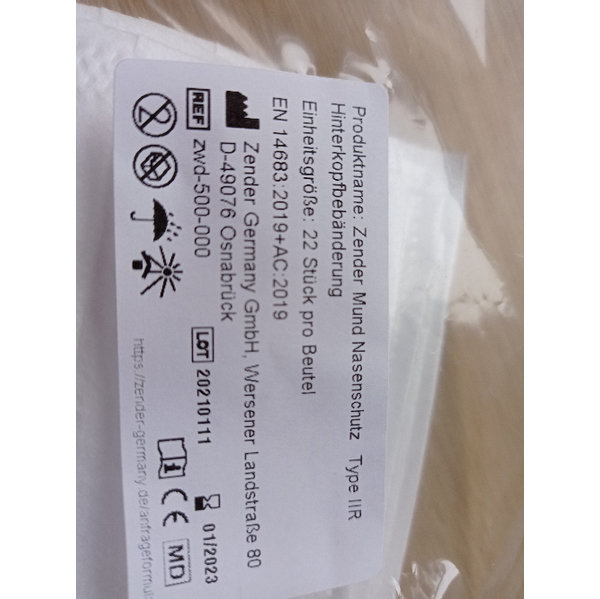 Produktname: Zender Mund Nasenschutz Type IIR
Hinterkopfbebänderung
Einheitsgröße: 22 Stück pro Beutel
EN 14683:2019+AC:2019
Zender Germany GmbH, Wersener Landstraße 80
D-49076 Osnabrück
REF zwd-500-000
LOT 20210111
01/2023
2
CE MD
https://zender-germany.de/anfrageformula